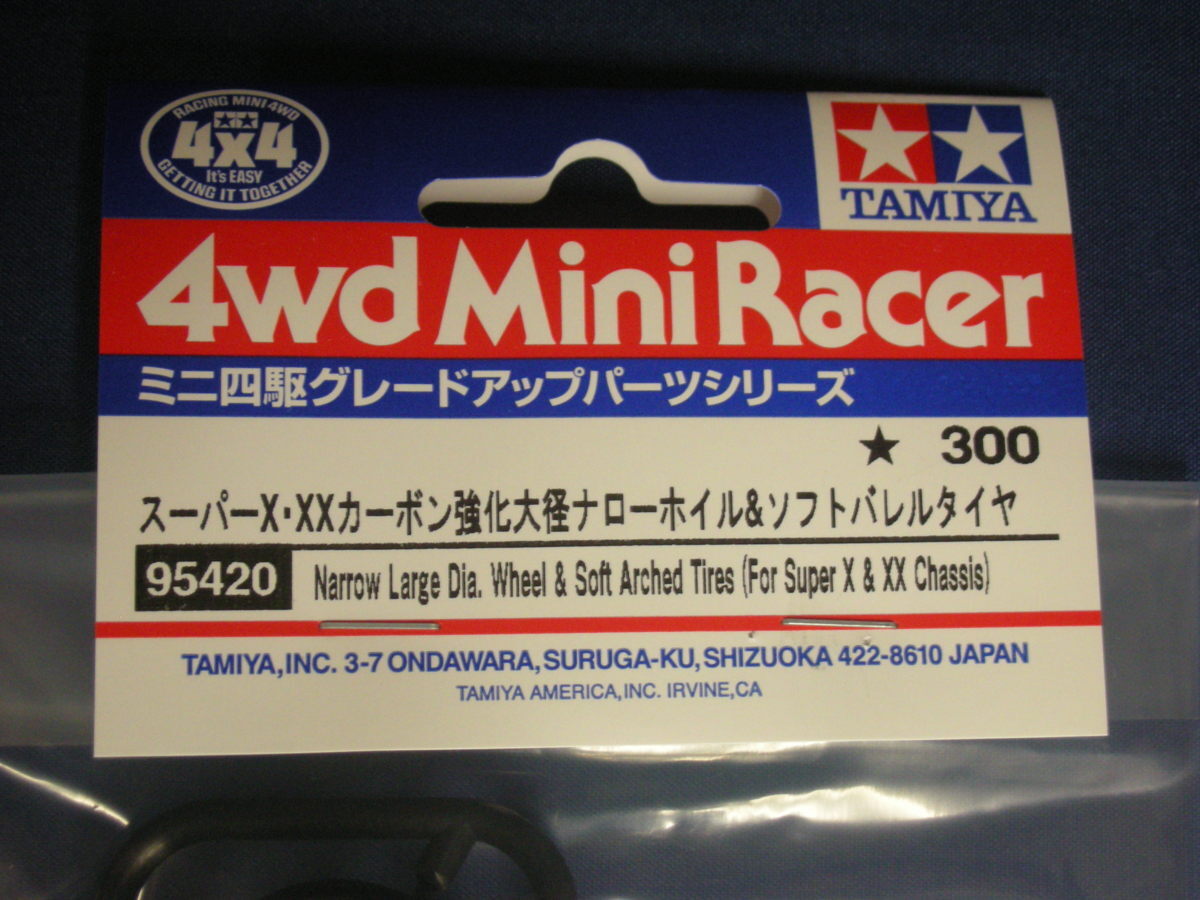 RACING MINI 4WD
4x4
It's EASY
GETTING IT TOGETHER
TAMIYA
4wd Mini Racer
ミニ四駆グレードアップパーツシリーズ
★ 300
スーパーX・XXカーボン強化大径ナローホイル&ソフトバレルタイヤ
95420 Narrow Large Dia. Wheel & Soft Arched Tires (For Super X & XX Chassis)
TAMIYA,INC. 3-7 ONDAWARA,SURUGA-KU,SHIZUOKA 422-8610 JAPAN
TAMIYA AMERICA,INC. IRVINE,CA